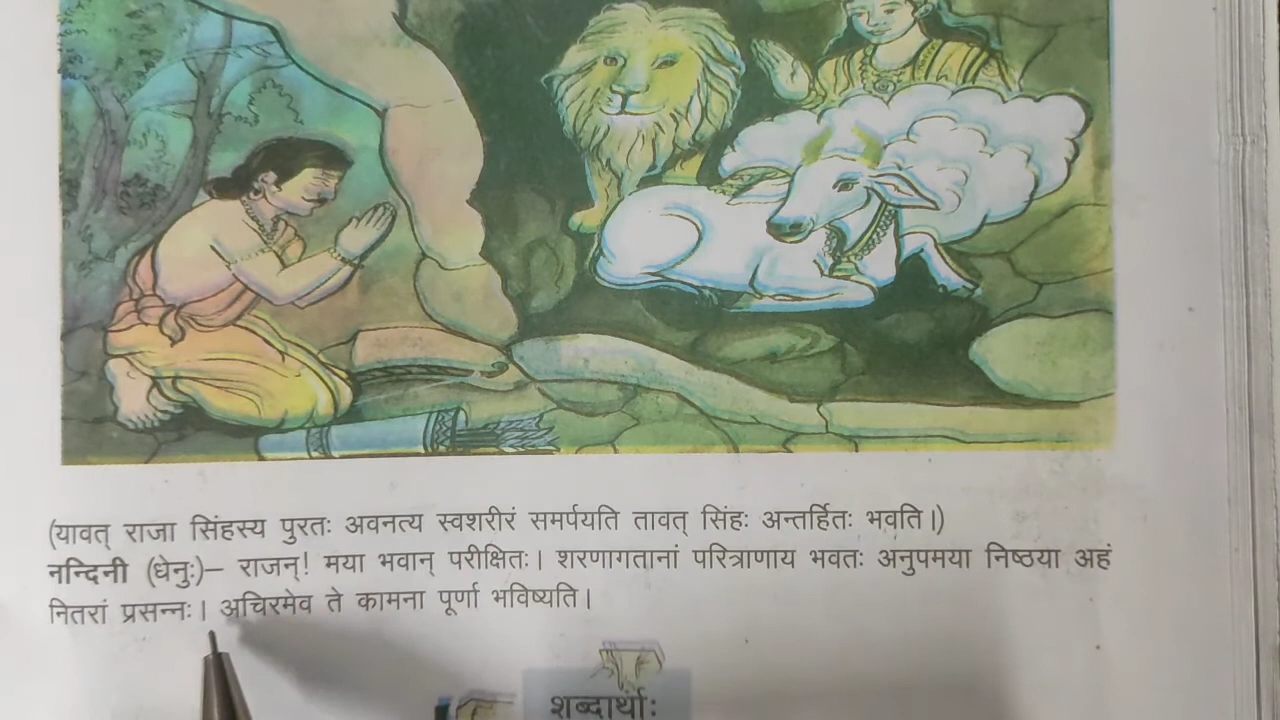 (यावत् राजा सिंहस्य पुरतः अवनत्य स्वशरीरं समर्पयति तावत् सिंहः अन्तर्हितः भवति।)
नन्दिनी (धेनुः)– राजन्! मया भवान् परीक्षितः। शरणागतानां परित्राणाय भवतः अनुपमया निष्ठया अहं
नितरां प्रसन्नः। अचिरमेव ते कामना पूर्णा भविष्यति।
शब्दार्थाः